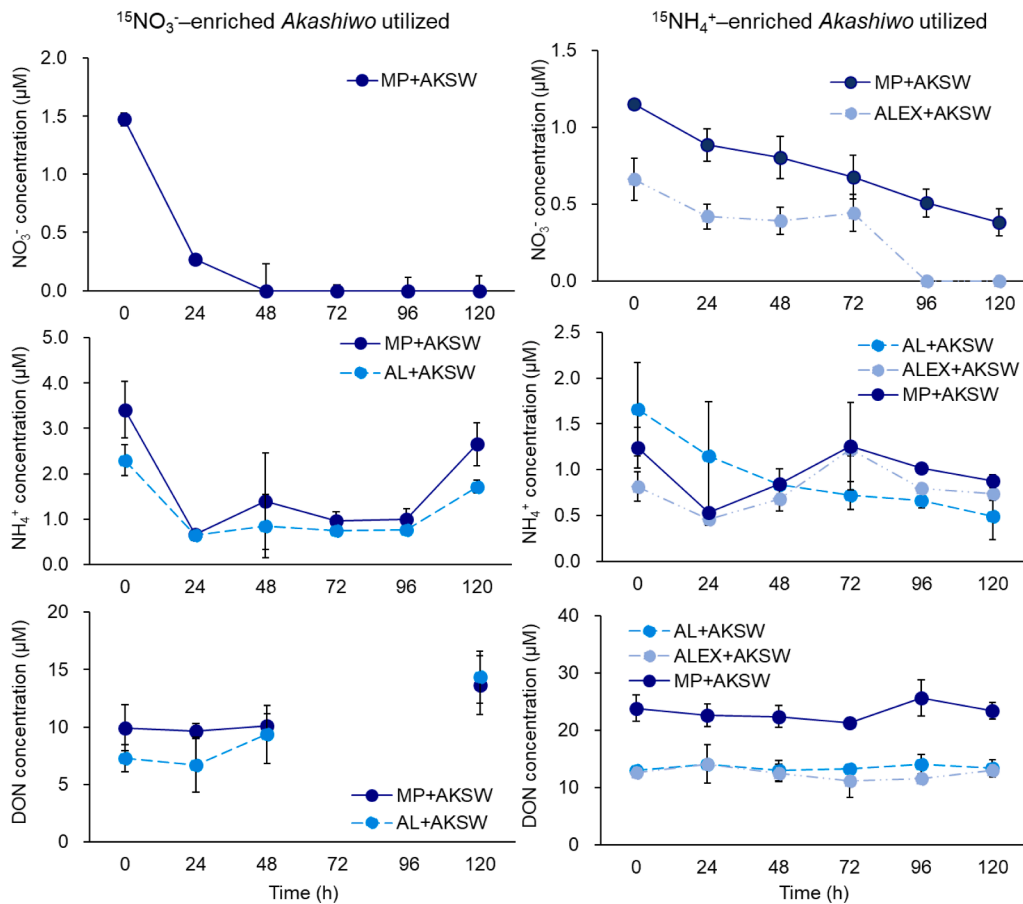 ¹⁵NO₃⁻–enriched Akashiwo utilized
2.0
1.5
1.0
0.5
0.0
NO₃⁻ concentration (µM)
MP+AKSW
0 24 48 72 96 120
¹⁵NH₄⁺–enriched Akashiwo utilized
1.5
1.0
0.5
0.0
NO₃⁻ concentration (µM)
MP+AKSW
ALEX+AKSW
0 24 48 72 96 120
5.0
4.0
3.0
2.0
1.0
0.0
NH₄⁺ concentration (µM)
MP+AKSW
AL+AKSW
0 24 48 72 96 120
2.5
2.0
1.5
1.0
0.5
0.0
NH₄⁺ concentration (µM)
AL+AKSW
ALEX+AKSW
MP+AKSW
0 24 48 72 96 120
20
15
10
5
0
DON concentration (µM)
MP+AKSW
AL+AKSW
0 24 48 72 96 120
Time (h)
40
30
20
10
0
DON concentration (µM)
AL+AKSW
ALEX+AKSW
MP+AKSW
0 24 48 72 96 120
Time (h)